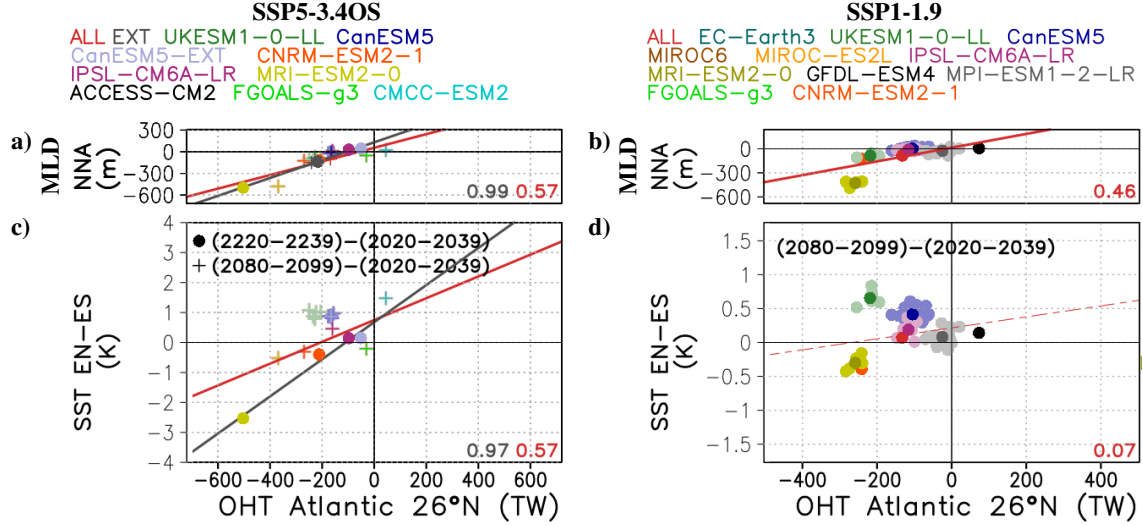 SSP5-3.4OS
ALL EXT UKESM1-0-LL CanESM5
CanESM5-EXT CNRM-ESM2-1
IPSL-CM6A-LR MRI-ESM2-0
ACCESS-CM2 FGOALS-g3 CMCC-ESM2
SSP1-1.9
ALL EC-Earth3 UKESM1-0-LL CanESM5
MIROC6 MIROC-ES2L IPSL-CM6A-LR
MRI-ESM2-0 GFDL-ESM4 MPI-ESM1-2-LR
FGOALS-g3 CNRM-ESM2-1
a)
MLD
NNA
(m)
300
0
-300
-600
0.99 0.57
b)
MLD
NNA
(m)
0
-300
-600
0.46
c)
SST EN-ES
(K)
4
3
2
1
0
-1
-2
-3
-4
(2220-2239)-(2020-2039)
(2080-2099)-(2020-2039)
0.97 0.57
-600 -400 -200 0 200 400 600
OHT Atlantic 26°N (TW)
d)
SST EN-ES
(K)
1.5
1
0.5
0
-0.5
-1
-1.5
(2080-2099)-(2020-2039)
0.07
-400 -200 0 200 400
OHT Atlantic 26°N (TW)